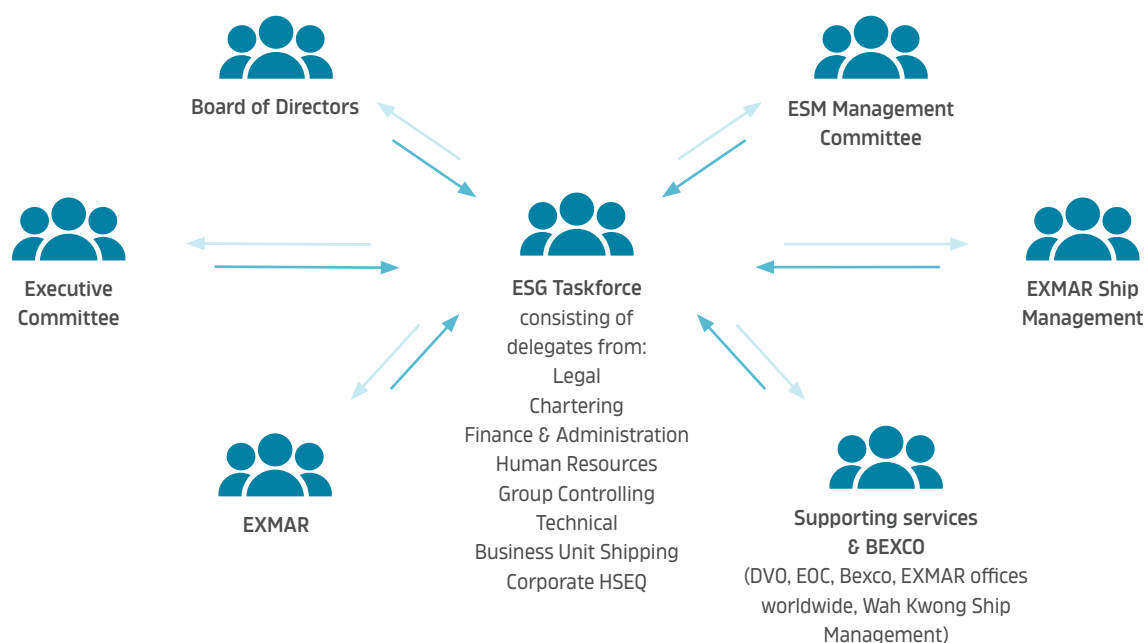 Board of Directors
ESM Management
Committee
Executive
Committee
ESG Taskforce
consisting of
delegates from:
Legal
Chartering
Finance & Administration
Human Resources
Group Controlling
Technical
Business Unit Shipping
Corporate HSEQ
EXMAR Ship
Management
EXMAR
Supporting services
& BEXCO
(DVO, EOC, Bexco, EXMAR offices
worldwide, Wah Kwong Ship
Management)